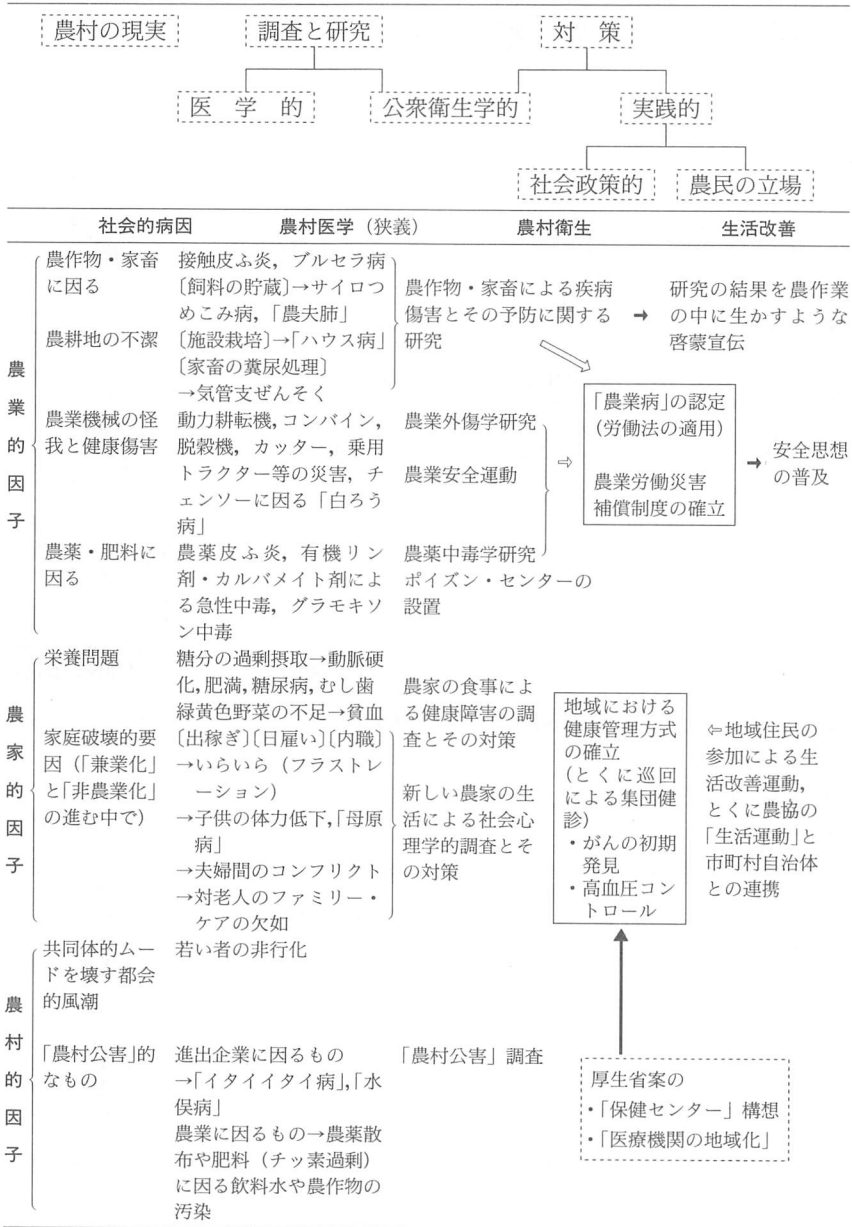 農村の現実
調査と研究
対　策
医　学　的
公衆衛生学的
実践的
社会政策的
農民の立場
社会的病因
農村医学（狭義）
農村衛生
生活改善
農業的因子
農作物・家畜
に因る
農耕地の不潔
農業機械の怪
我と健康傷害
農薬・肥料に
因る
接触皮ふ炎，ブルセラ病
〔飼料の貯蔵〕→サイロつ
めこみ病，「農夫肺」
〔施設栽培〕→「ハウス病」
〔家畜の糞尿処理〕
→気管支ぜんそく
動力耕転機，コンバイン，
脱穀機，カッター，乗用
トラクター等の災害，チ
ェンソーに因る「白ろう
病」
農薬皮ふ炎，有機リン
剤・カルバメイト剤によ
る急性中毒，グラモキソ
ン中毒
農作物・家畜による疾病
傷害とその予防に関する
研究
農業外傷学研究
農業安全運動
農薬中毒学研究
ポイズン・センターの
設置
→
研究の結果を農作業
の中に生かすような
啓蒙宣伝
⇨
「農業病」の認定
（労働法の適用）
農業労働災害
補償制度の確立
→
安全思想
の普及
農家的因子
栄養問題
家庭破壊的要
因（「兼業化」
と「非農業化」
の進む中で）
糖分の過剰摂取→動脈硬
化，肥満，糖尿病，むし歯
緑黄色野菜の不足→貧血
〔出稼ぎ〕〔日雇い〕〔内職〕
→いらいら（フラストレ
ーション）
→子供の体力低下，「母原
病」
→夫婦間のコンフリクト
→対老人のファミリー・
ケアの欠如
農家の食事によ
る健康障害の調
査とその対策
新しい農家の生
活による社会心
理学的調査とそ
の対策
地域における
健康管理方式
の確立
（とくに巡回
による集団健
診）
・がんの初期
発見
・高血圧コン
トロール
⇦地域住民の
参加による生
活改善運動，
とくに農協の
「生活運動」と
市町村自治体
との連携
農村的因子
共同体的ムー
ドを壊す都会
的風潮
「農村公害」的
なもの
若い者の非行化
進出企業に因るもの
→「イタイイタイ病」，「水
俣病」
農業に因るもの→農薬散
布や肥料（チッ素過剰）
に因る飲料水や農作物の
汚染
「農村公害」調査
厚生省案の
・「保健センター」構想
・「医療機関の地域化」